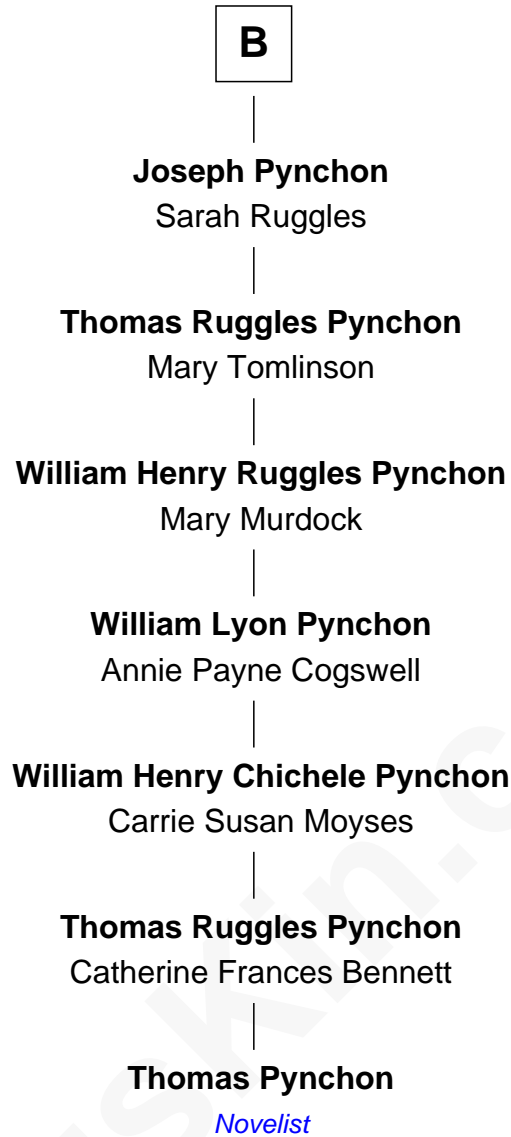 B
Joseph Pynchon
Sarah Ruggles
Thomas Ruggles Pynchon
Mary Tomlinson
William Henry Ruggles Pynchon
Mary Murdock
William Lyon Pynchon
Annie Payne Cogswell
William Henry Chichele Pynchon
Carrie Susan Moyses
Thomas Ruggles Pynchon
Catherine Frances Bennett
Thomas Pynchon
Novelist